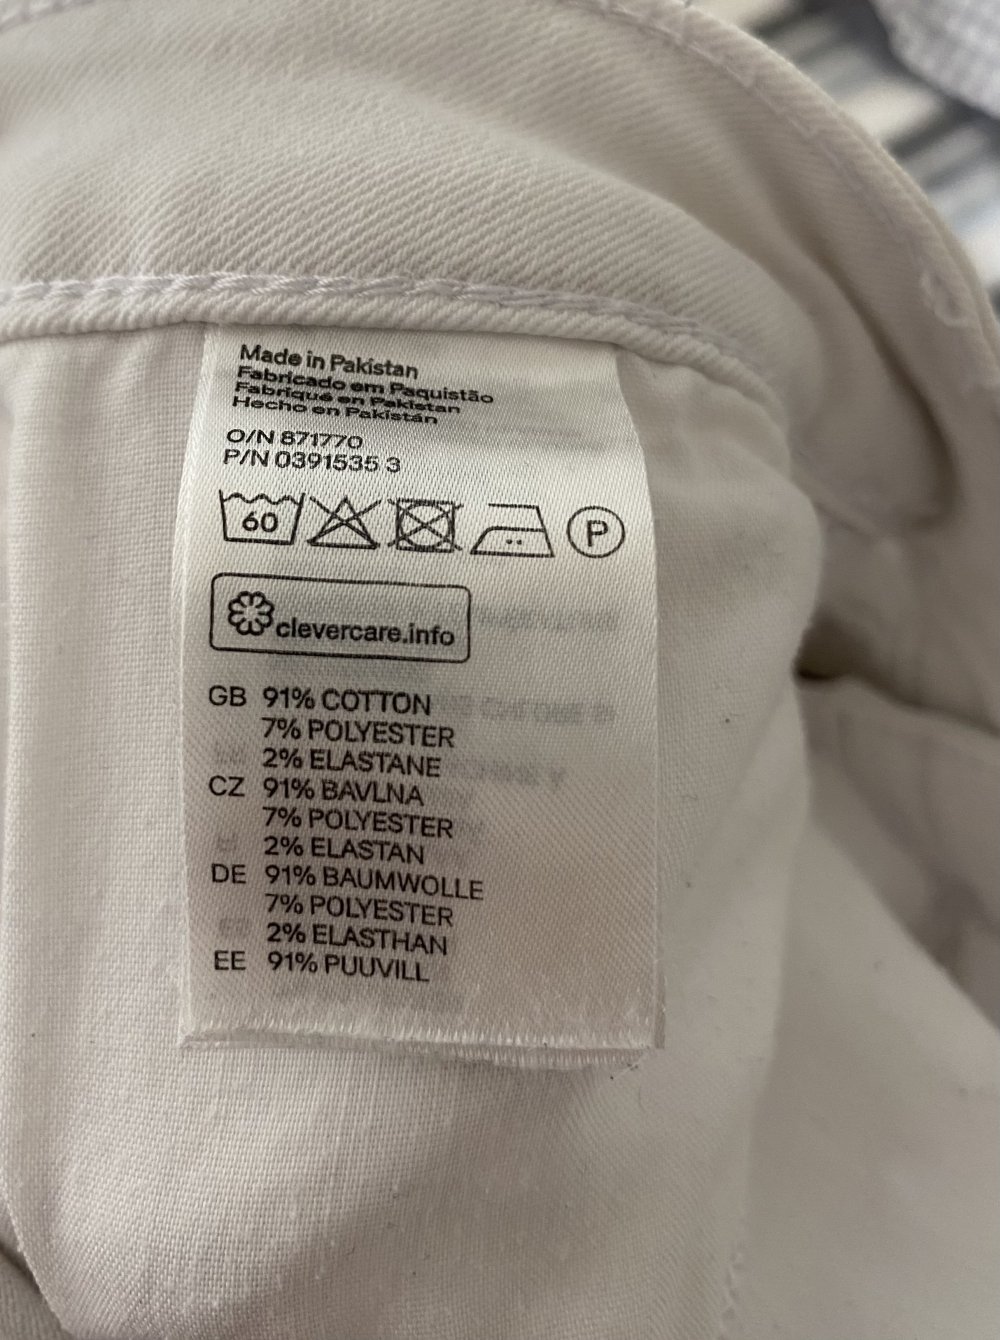 Made in Pakistan
Fabricado em Paquistão
Fabriqué en Pakistan
Hecho en Pakistán
O/N 871770
P/N 0391535 3
60 P
clevercare.info
GB 91% COTTON
7% POLYESTER
2% ELASTANE
CZ 91% BAVLNA
7% POLYESTER
2% ELASTAN
DE 91% BAUMWOLLE
7% POLYESTER
2% ELASTHAN
EE 91% PUUVILL